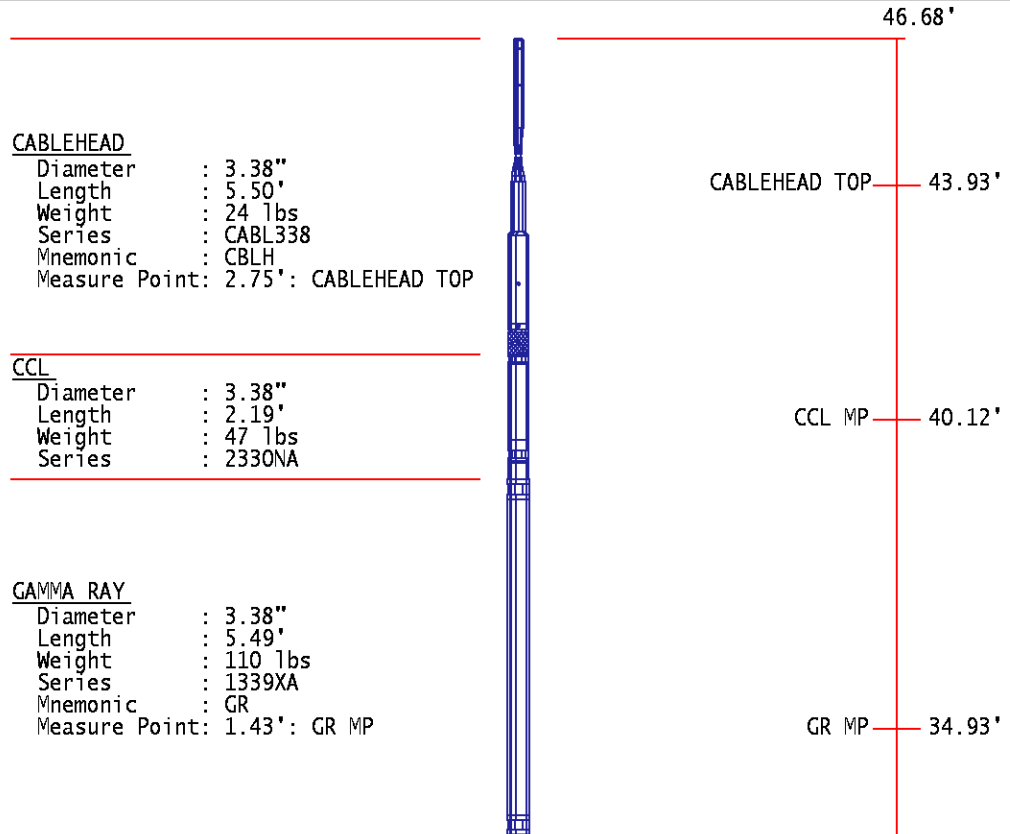 46.68'
CABLEHEAD
Diameter : 3.38"
Length : 5.50'
Weight : 24 lbs
Series : CABL338
Mnemonic : CBLH
Measure Point: 2.75': CABLEHEAD TOP
CABLEHEAD TOP 43.93'
CCL
Diameter : 3.38"
Length : 2.19'
Weight : 47 lbs
Series : 2330NA
CCL MP 40.12'
GAMMA RAY
Diameter : 3.38"
Length : 5.49'
Weight : 110 lbs
Series : 1339XA
Mnemonic : GR
Measure Point: 1.43': GR MP
GR MP 34.93'